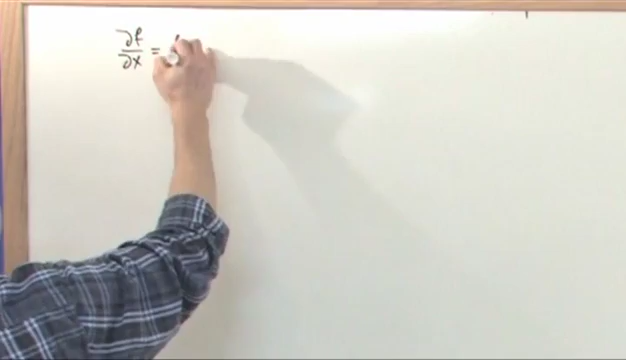 ∂f/∂x =